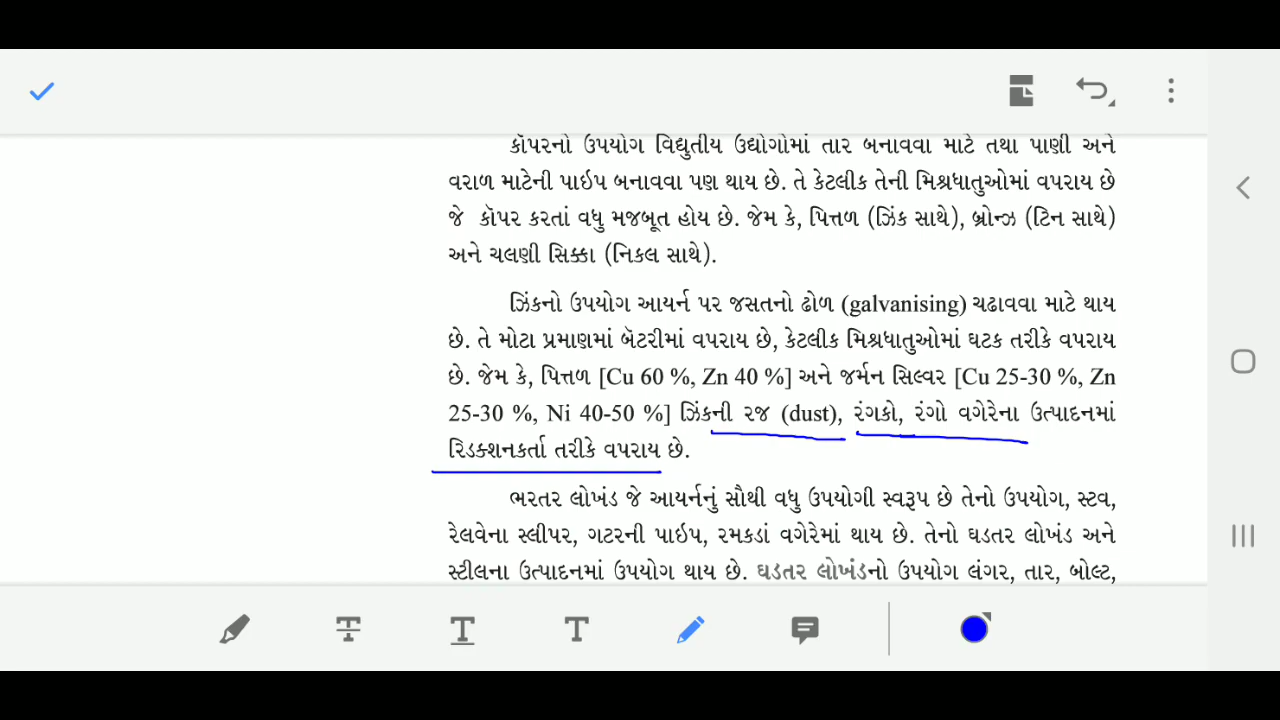 કૉપરનો ઉપયોગ વિદ્યુતીય ઉદ્યોગોમાં તાર બનાવવા માટે તથા પાણી અને
વરાળ માટેની પાઇપ બનાવવા પણ થાય છે. તે કેટલીક તેની મિશ્રધાતુઓમાં વપરાય છે
જે કૉપર કરતાં વધુ મજબૂત હોય છે. જેમ કે, પિત્તળ (ઝિંક સાથે), બ્રોન્ઝ (ટિન સાથે)
અને ચલણી સિક્કા (નિકલ સાથે).
ઝિંકનો ઉપયોગ આયર્ન પર જસતનો ઢોળ (galvanising) ચઢાવવા માટે થાય
છે. તે મોટા પ્રમાણમાં બૅટરીમાં વપરાય છે, કેટલીક મિશ્રધાતુઓમાં ઘટક તરીકે વપરાય
છે. જેમ કે, પિત્તળ [Cu 60 %, Zn 40 %] અને જર્મન સિલ્વર [Cu 25-30 %, Zn
25-30 %, Ni 40-50 %] ઝિંકની રજ (dust), રંગકો, રંગો વગેરેના ઉત્પાદનમાં
રિડક્શનકર્તા તરીકે વપરાય છે.
ભરતર લોખંડ જે આયર્નનું સૌથી વધુ ઉપયોગી સ્વરૂપ છે તેનો ઉપયોગ, સ્ટવ,
રેલવેના સ્લીપર, ગટરની પાઇપ, રમકડાં વગેરેમાં થાય છે. તેનો ઘડતર લોખંડ અને
સ્ટીલના ઉત્પાદનમાં ઉપયોગ થાય છે. ઘડતર લોખંડનો ઉપયોગ લંગર, તાર, બોલ્ટ,